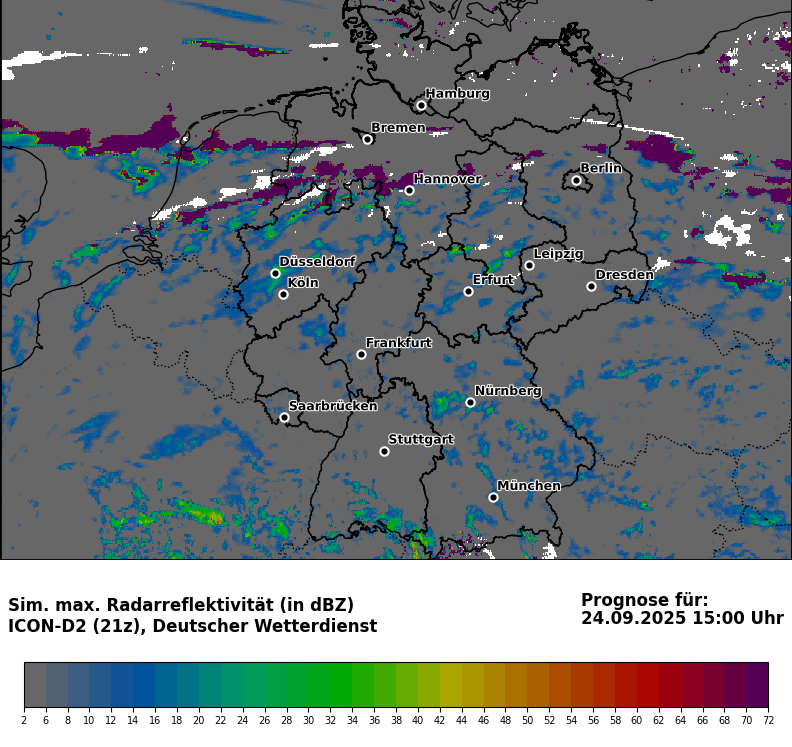 Hamburg
Bremen
Berlin
Hannover
Leipzig
Düsseldorf
Dresden
Erfurt
Köln
Frankfurt
Nürnberg
Saarbrücken
Stuttgart
München
Sim. max. Radarreflektivität (in dBZ)
ICON-D2 (21z), Deutscher Wetterdienst
Prognose für:
24.09.2025 15:00 Uhr
2 6 8 10 12 14 16 18 20 22 24 26 28 30 32 34 36 38 40 42 44 46 48 50 52 54 56 58 60 62 64 66 68 70 72